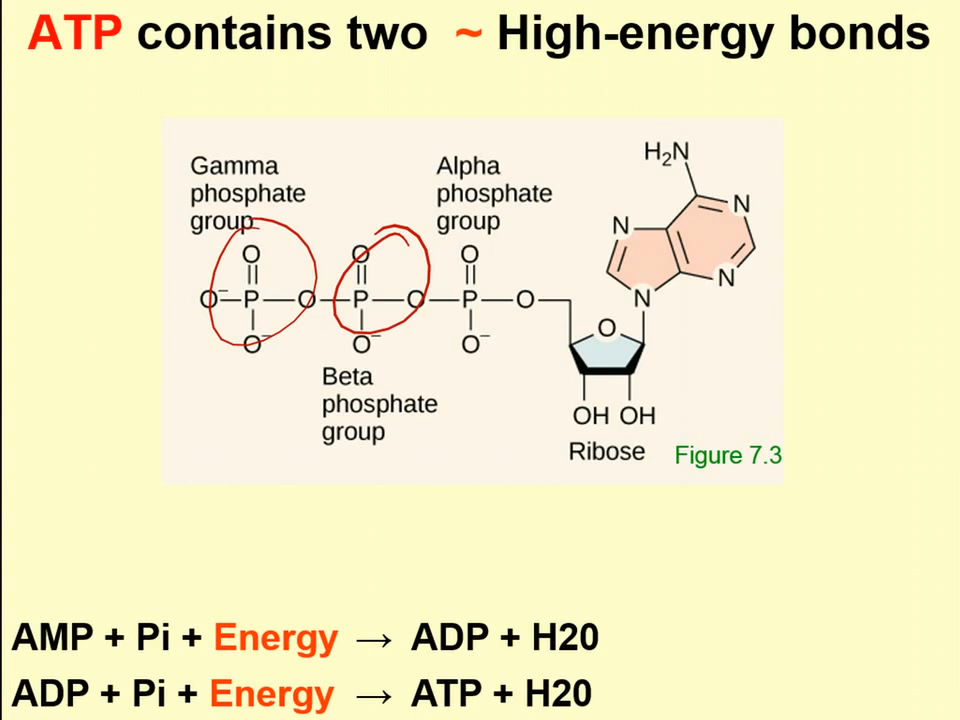 ATP contains two ~ High-energy bonds
Gamma
phosphate
group
Alpha
phosphate
group
H₂N
N
N
N
N
O O O
O⁻ P O P O P O
O⁻ O⁻ O⁻
O
Beta
phosphate
group
OH OH
Ribose
Figure 7.3
AMP + Pi + Energy → ADP + H20
ADP + Pi + Energy → ATP + H20